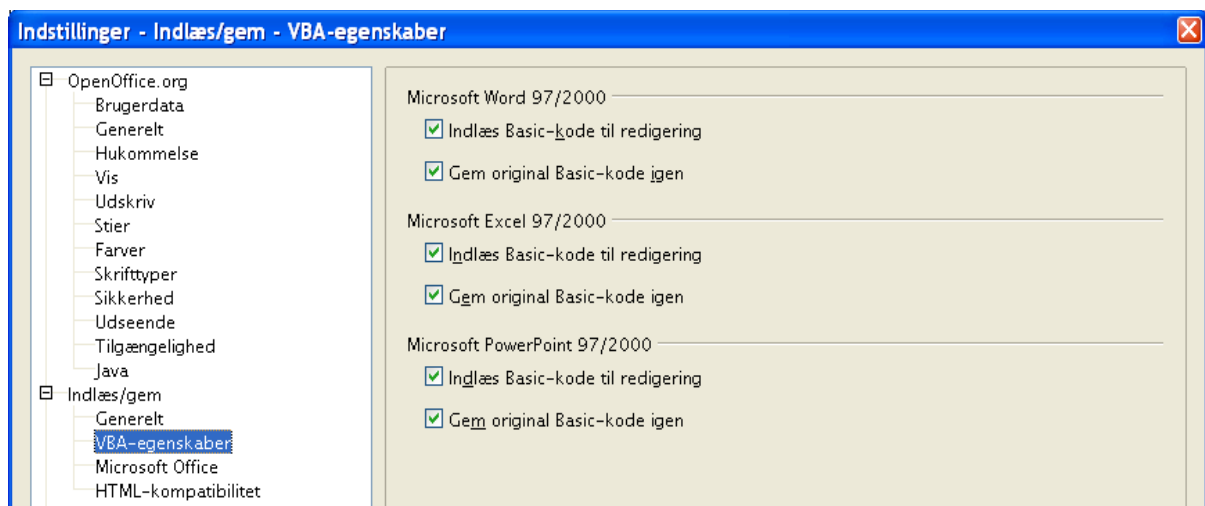 Indstillinger - Indlæs/gem - VBA-egenskaber
OpenOffice.org
Brugerdata
Generelt
Hukommelse
Vis
Udskriv
Stier
Farver
Skrifttyper
Sikkerhed
Udseende
Tilgængelighed
Java
Indlæs/gem
Generelt
VBA-egenskaber
Microsoft Office
HTML-kompatibilitet
Microsoft Word 97/2000
Indlæs Basic-kode til redigering
Gem original Basic-kode igen
Microsoft Excel 97/2000
Indlæs Basic-kode til redigering
Gem original Basic-kode igen
Microsoft PowerPoint 97/2000
Indlæs Basic-kode til redigering
Gem original Basic-kode igen